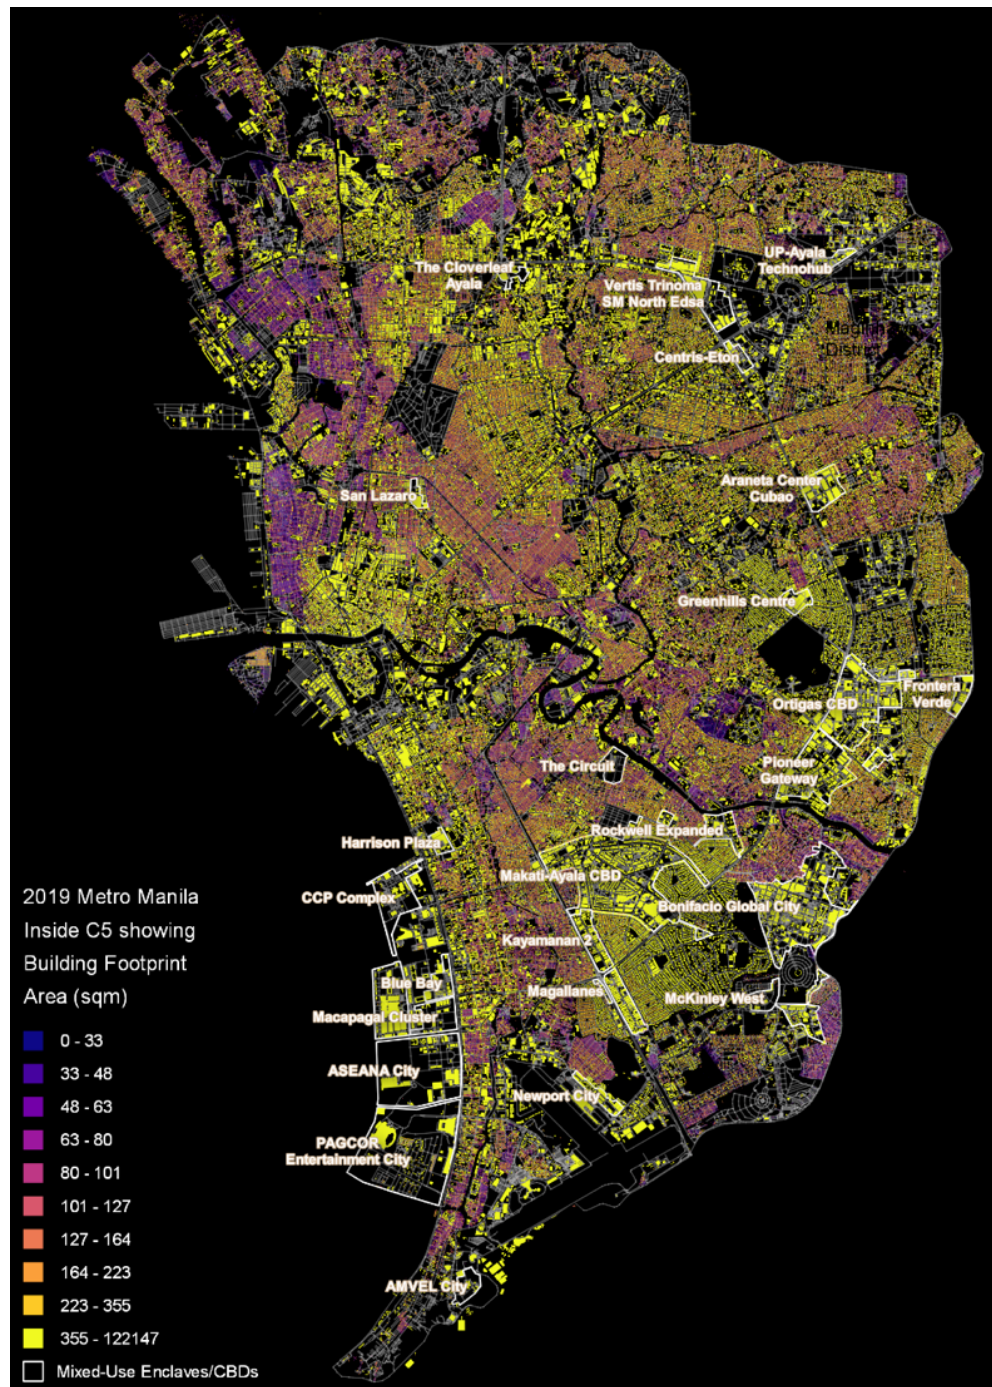 UP-Ayala
Technohub
The Cloverleaf
Ayala
Vertis Trinoma
SM North Edsa
Centris-Eton
Araneta Center
Cubao
San Lazaro
Greenhills Centre
Ortigas CBD
Frontera
Verde
The Circuit
Pioneer
Gateway
Rockwell Expanded
Harrison Plaza
Makati-Ayala CBD
CCP Complex
Bonifacio Global City
Kayamanan 2
Blue Bay
Magallanes
McKinley West
Macapagal Cluster
ASEANA City
Newport City
PAGCOR
Entertainment City
AMVEL City
2019 Metro Manila
Inside C5 showing
Building Footprint
Area (sqm)
0 - 33
33 - 48
48 - 63
63 - 80
80 - 101
101 - 127
127 - 164
164 - 223
223 - 355
355 - 122147
Mixed-Use Enclaves/CBDs